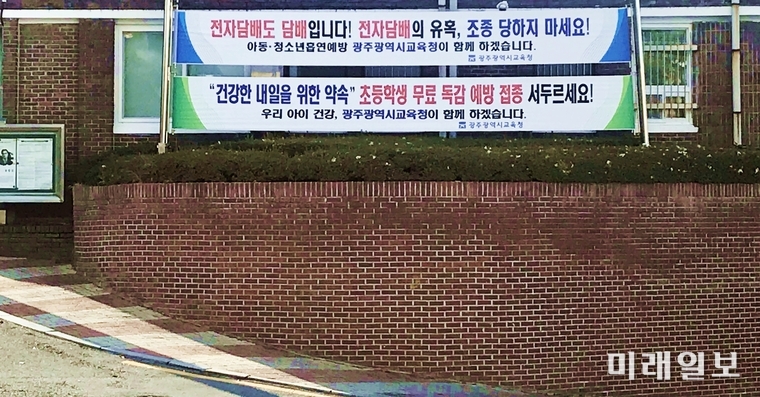 전자담배도 담배입니다! 전자담배의 유혹, 조종 당하지 마세요!
아동·청소년흡연예방 광주광역시교육청이 함께 하겠습니다.
광주광역시교육청
"건강한 내일을 위한 약속" 초등학생 무료 독감 예방 접종 서두르세요!
우리 아이 건강, 광주광역시교육청이 함께 하겠습니다.
광주광역시교육청
미래일보